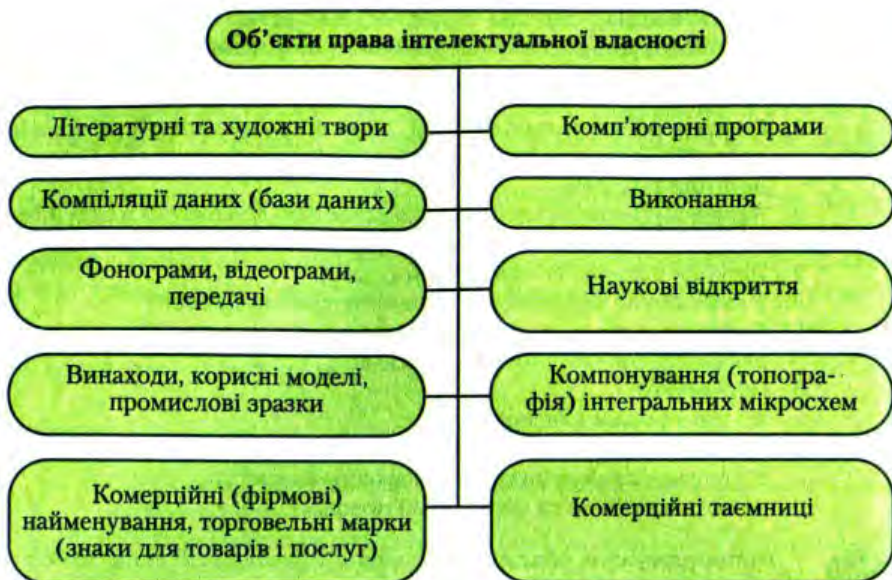 Об’єкти права інтелектуальної власності
Літературні та художні твори
Комп’ютерні програми
Компіляції даних (бази даних)
Виконання
Фонограми, відеограми,
передачі
Наукові відкриття
Винаходи, корисні моделі,
промислові зразки
Компонування (топогра-
фія) інтегральних мікросхем
Комерційні (фірмові)
найменування, торговельні марки
(знаки для товарів і послуг)
Комерційні таємниці